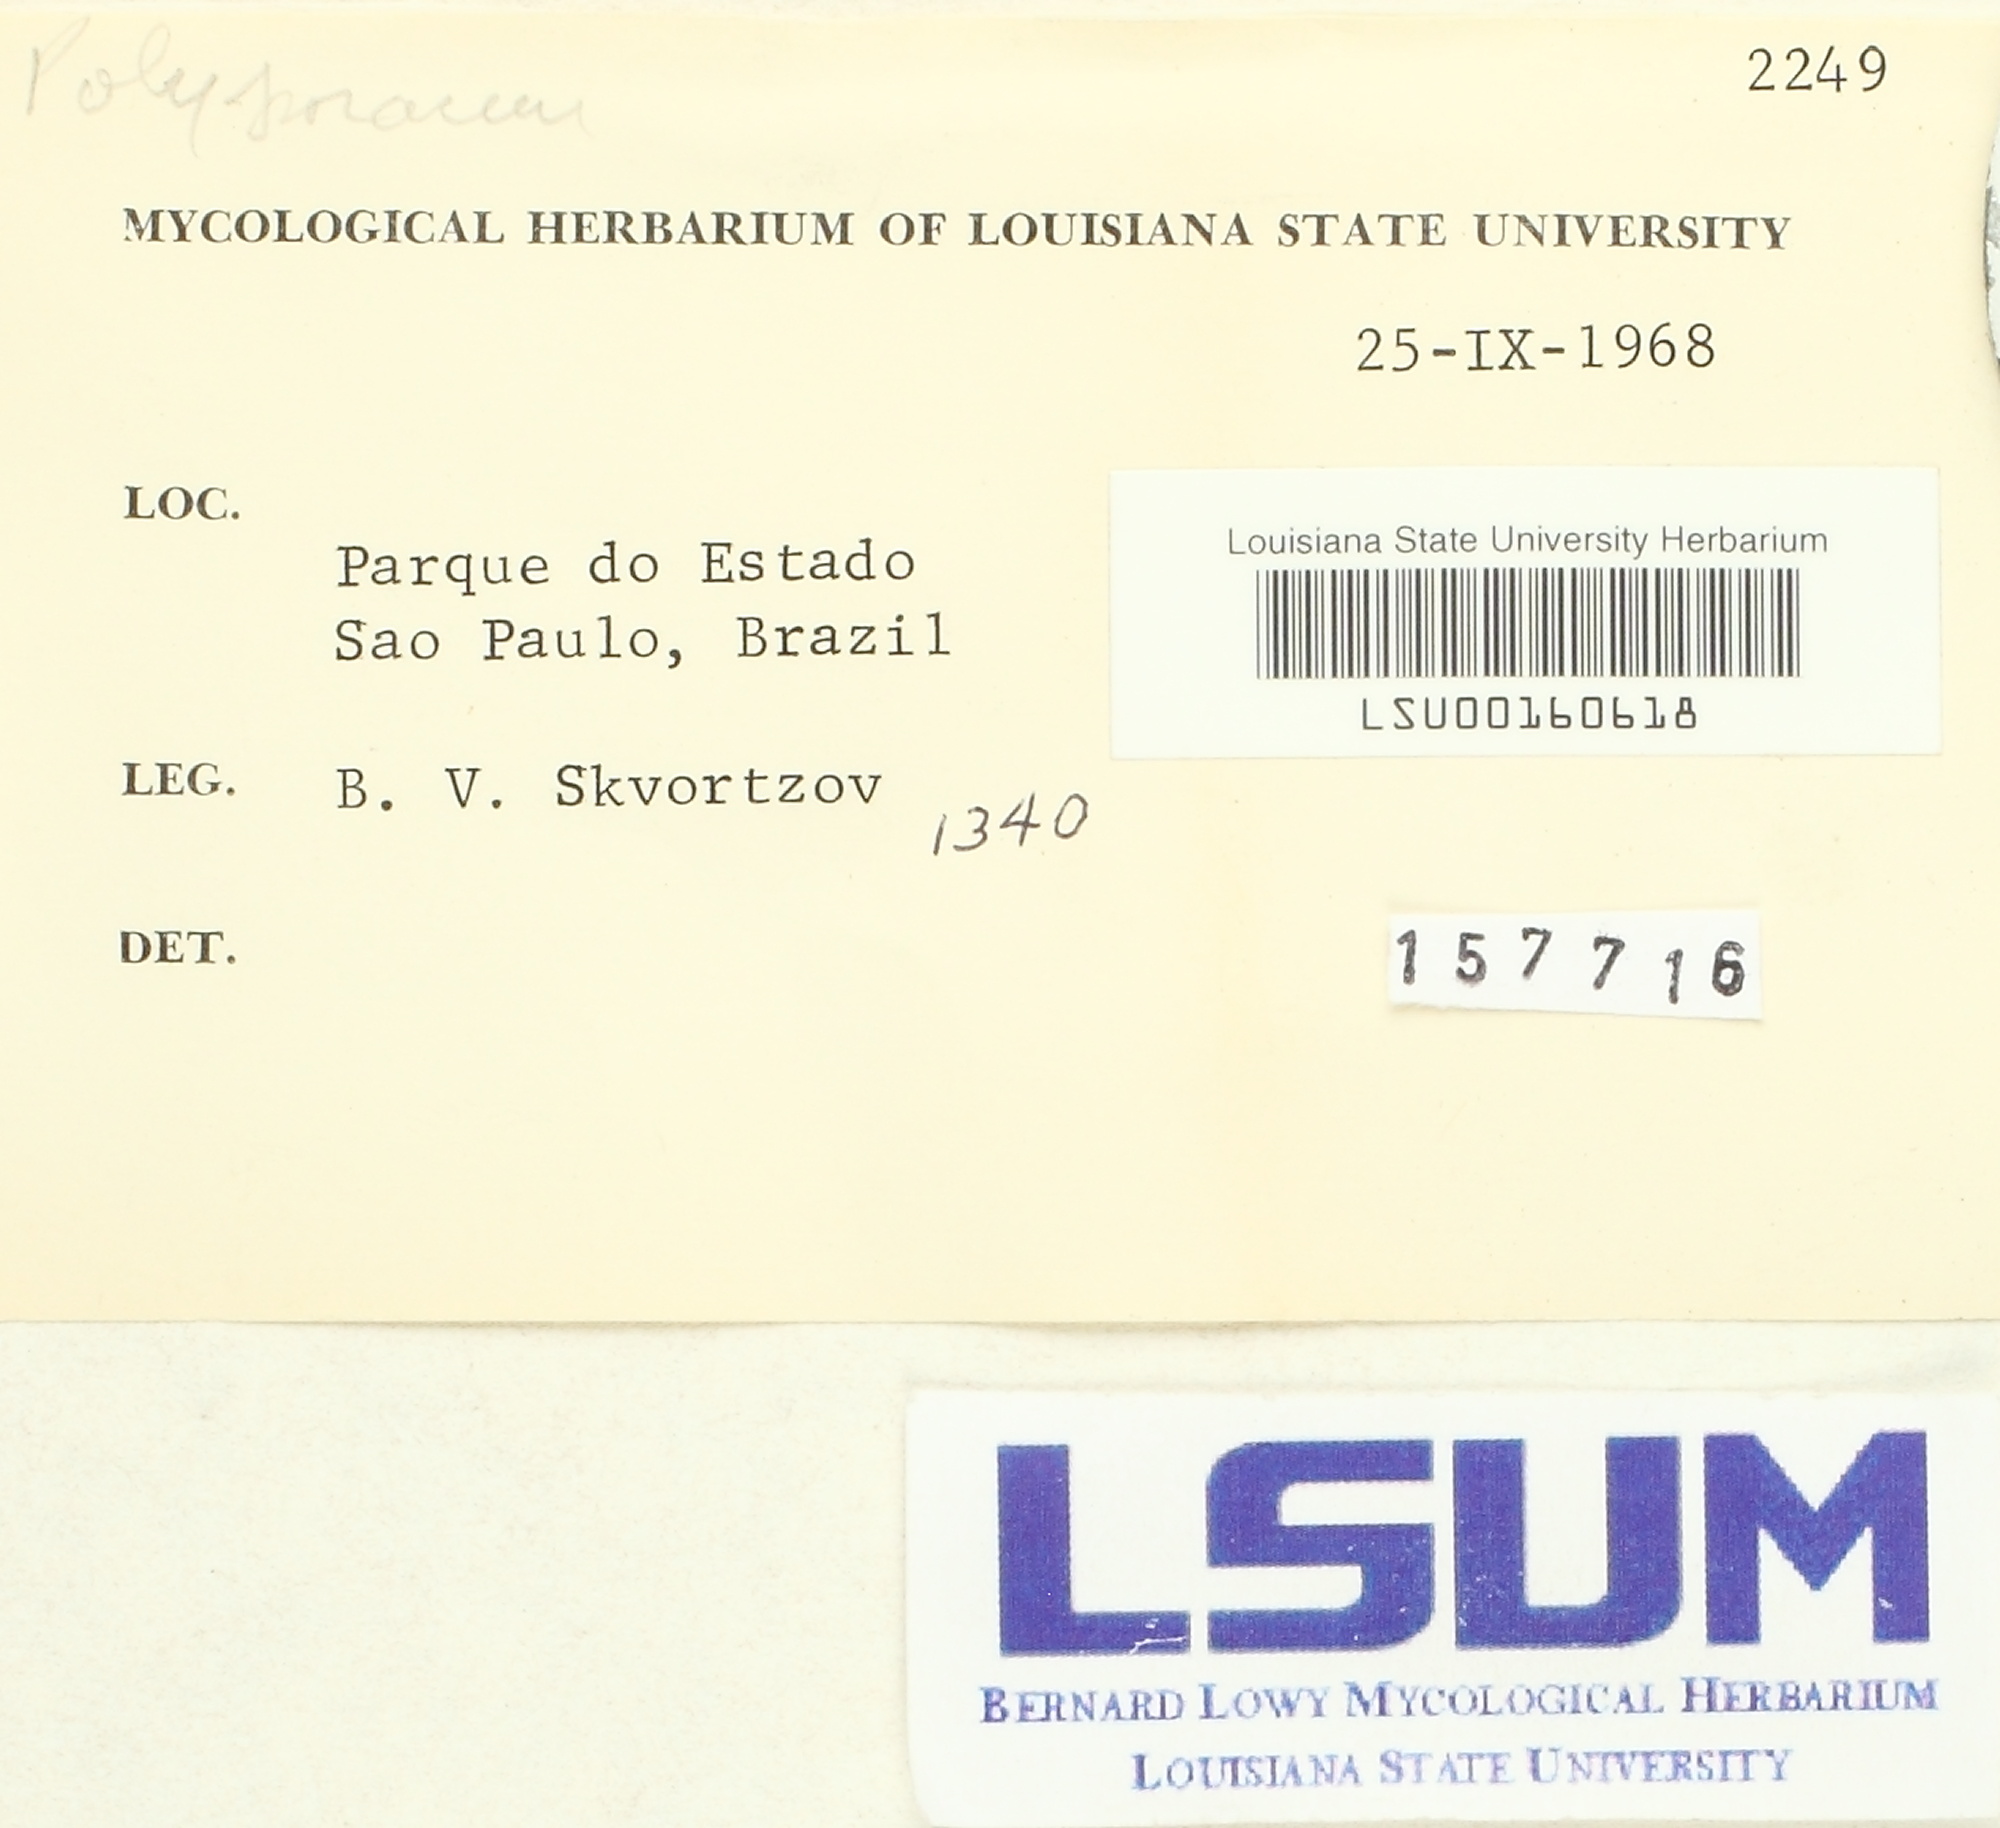 Polyporaceae
2249
MYCOLOGICAL HERBARIUM OF LOUISIANA STATE UNIVERSITY
25-IX-1968
LOC.
Parque do Estado
Sao Paulo, Brazil
Louisiana State University Herbarium
LSU00160618
LEG. B. V. Skvortzov
1340
DET.
157716
LSUM
BERNARD LOWY MYCOLOGICAL HERBARIUM
LOUISIANA STATE UNIVERSITY